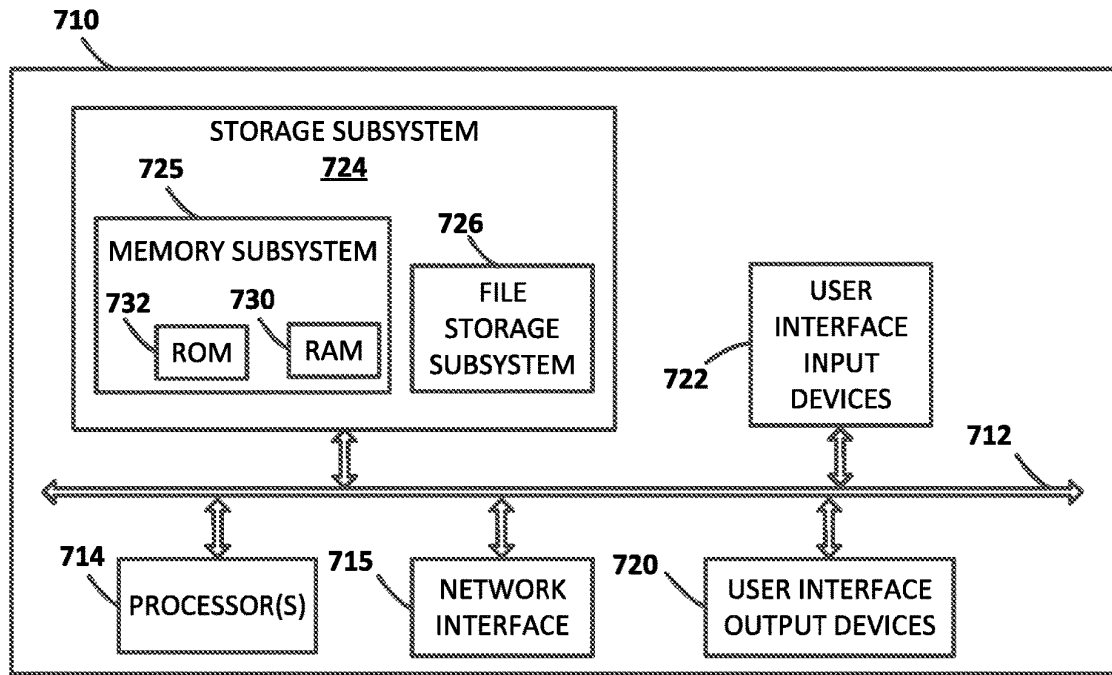 710
STORAGE SUBSYSTEM
724
725
MEMORY SUBSYSTEM
732
ROM
730
RAM
726
FILE
STORAGE
SUBSYSTEM
USER
INTERFACE
INPUT
DEVICES
722
712
714
PROCESSOR(S)
715
NETWORK
INTERFACE
720
USER INTERFACE
OUTPUT DEVICES